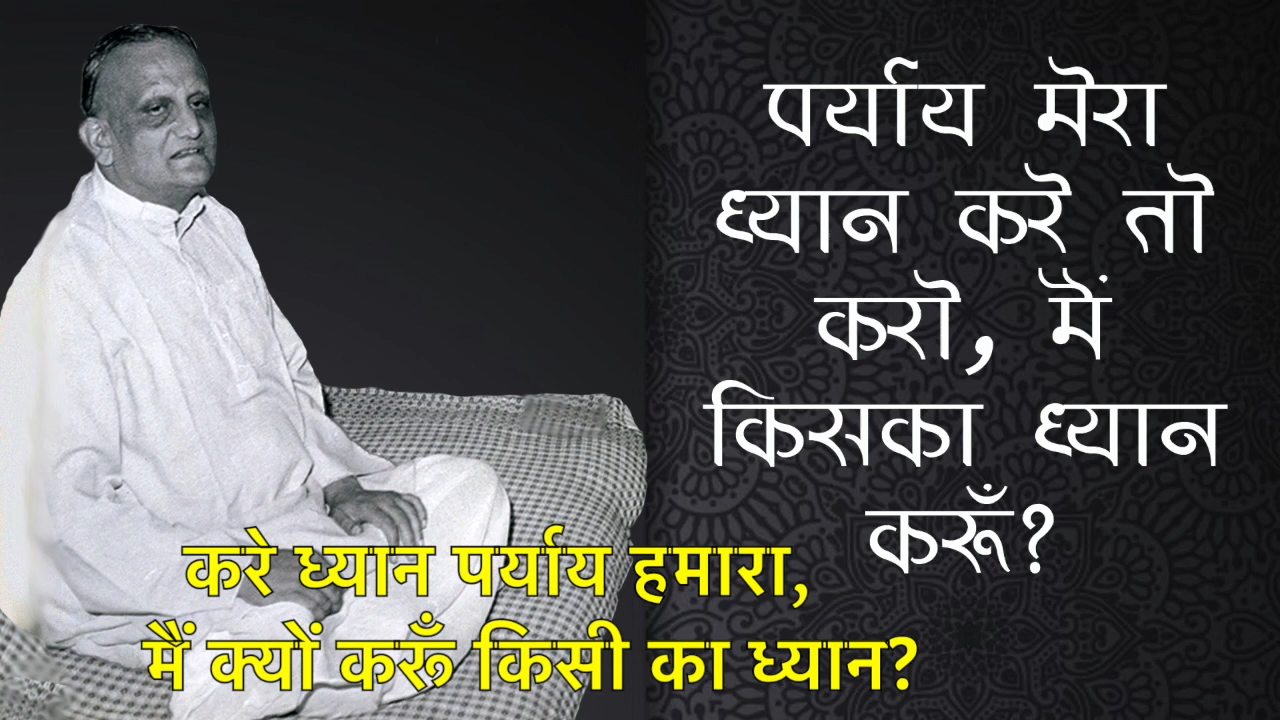 पर्याय मेरा
ध्यान करे तो
करो, मैं
किसका ध्यान
करूँ?
करे ध्यान पर्याय हमारा,
मैं क्यों करूँ किसी का ध्यान?